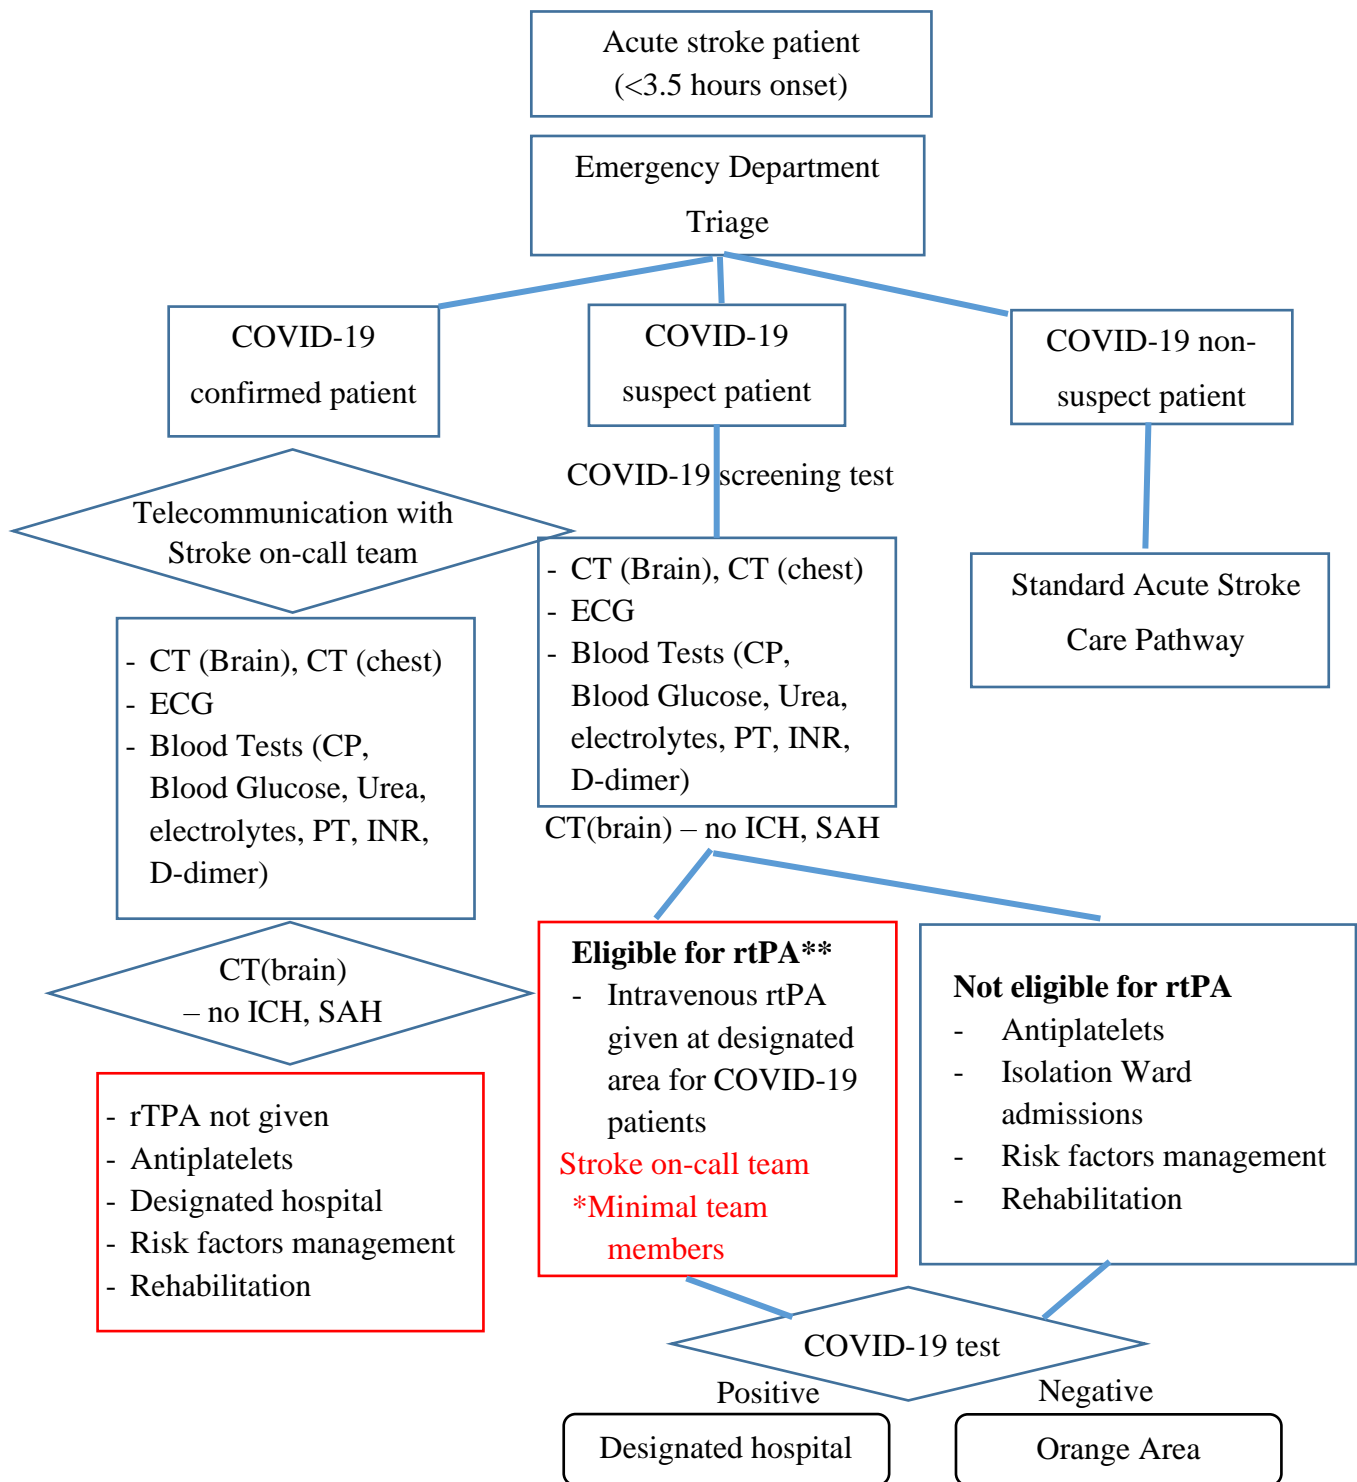 Acute stroke patient
(<3.5 hours onset)
Emergency Department
Triage
COVID-19
confirmed patient
COVID-19
suspect patient
COVID-19 non-
suspect patient
Telecommunication with
Stroke on-call team
COVID-19 screening test
- CT (Brain), CT (chest)
- ECG
- Blood Tests (CP,
Blood Glucose, Urea,
electrolytes, PT, INR,
D-dimer)
- CT (Brain), CT (chest)
- ECG
- Blood Tests (CP,
Blood Glucose, Urea,
electrolytes, PT, INR,
D-dimer)
Standard Acute Stroke
Care Pathway
CT(brain) – no ICH, SAH
CT(brain)
– no ICH, SAH
- rTPA not given
- Antiplatelets
- Designated hospital
- Risk factors management
- Rehabilitation
Eligible for rtPA**
- Intravenous rtPA
given at designated
area for COVID-19
patients
Stroke on-call team
*Minimal team
members
Not eligible for rtPA
- Antiplatelets
- Isolation Ward
admissions
- Risk factors management
- Rehabilitation
COVID-19 test
Positive
Negative
Designated hospital
Orange Area